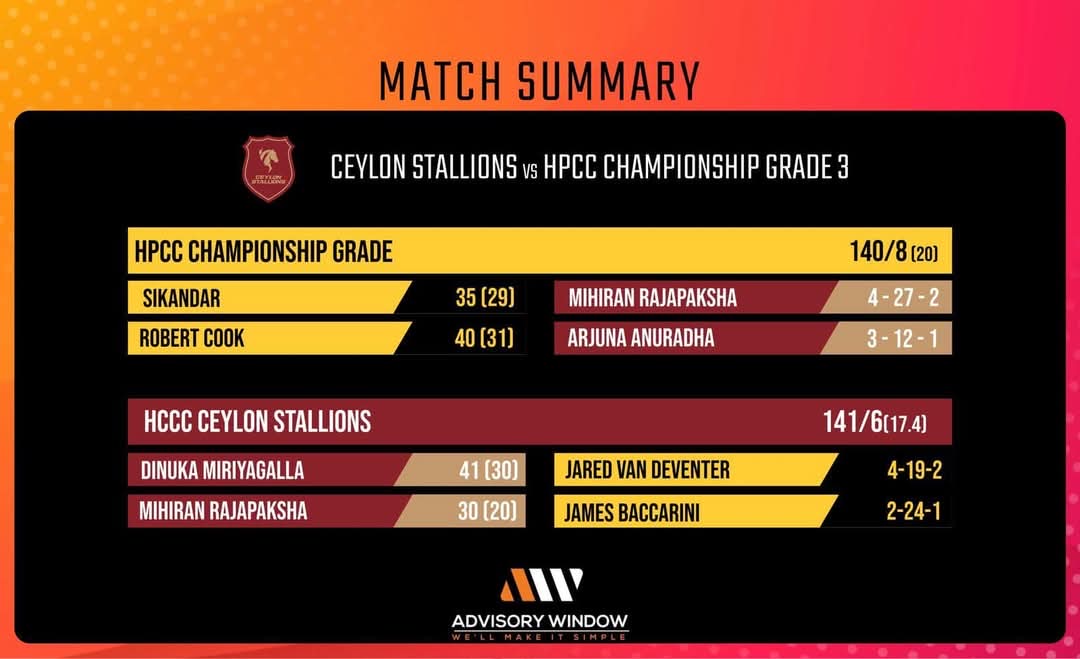 MATCH SUMMARY
CEYLON STALLIONS
CEYLON STALLIONS VS HPCC CHAMPIONSHIP GRADE 3
HPCC CHAMPIONSHIP GRADE 140/8 (20)
SIKANDAR 35 (29) MIHIRAN RAJAPAKSHA 4 - 27 - 2
ROBERT COOK 40 (31) ARJUNA ANURADHA 3 - 12 - 1
HCCC CEYLON STALLIONS 141/6(17.4)
DINUKA MIRIYAGALLA 41 (30) JARED VAN DEVENTER 4-19-2
MIHIRAN RAJAPAKSHA 30 (20) JAMES BACCARINI 2-24-1
AW
ADVISORY WINDOW
WE'LL MAKE IT SIMPLE